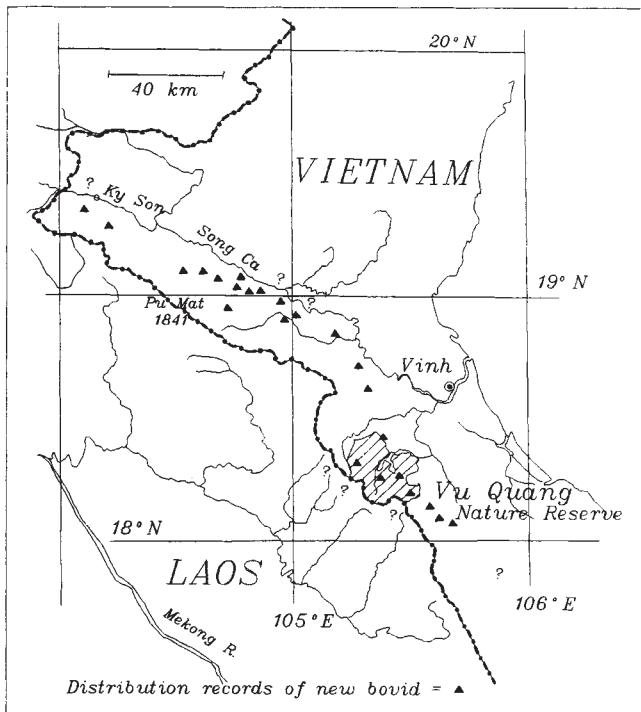 20° N
40 km
VIETNAM
?
Ky Son
Song Ca
?
?
19° N
Pu Mat
1841
Vinh
?
?
?
Vu Quang
Nature Reserve
18° N
LAOS
?
105° E
106° E
Mekong R.
Distribution records of new bovid = ▲